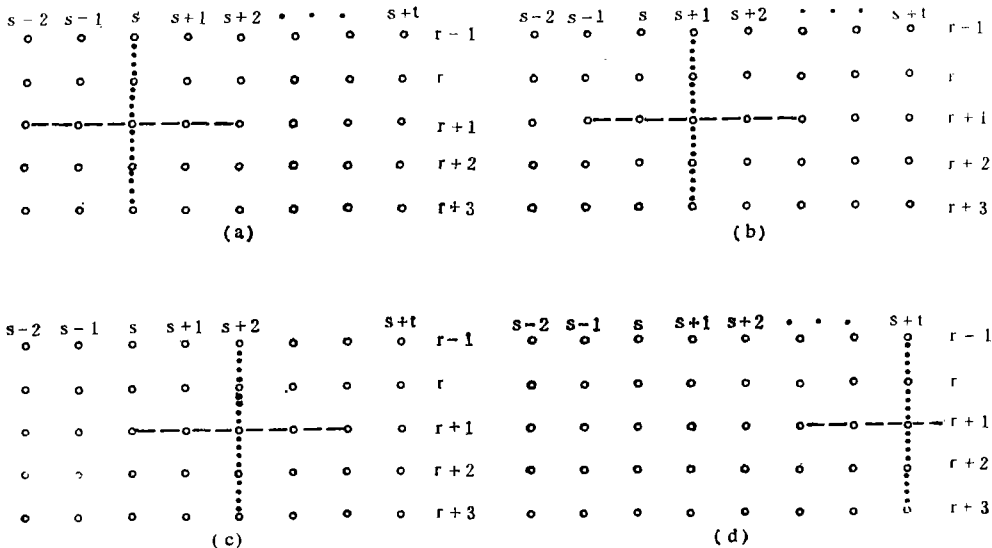 s-2 s-1 s s+1 s+2 • • • s+t
r-1
r
r+1
r+2
r+3
(a)
s-2 s-1 s s+1 s+2 • • • s+t
r-1
r
r+1
r+2
r+3
(b)
s-2 s-1 s s+1 s+2 s+t
r-1
r
r+1
r+2
r+3
(c)
s-2 s-1 s s+1 s+2 • • • s+t
r-1
r
r+1
r+2
r+3
(d)